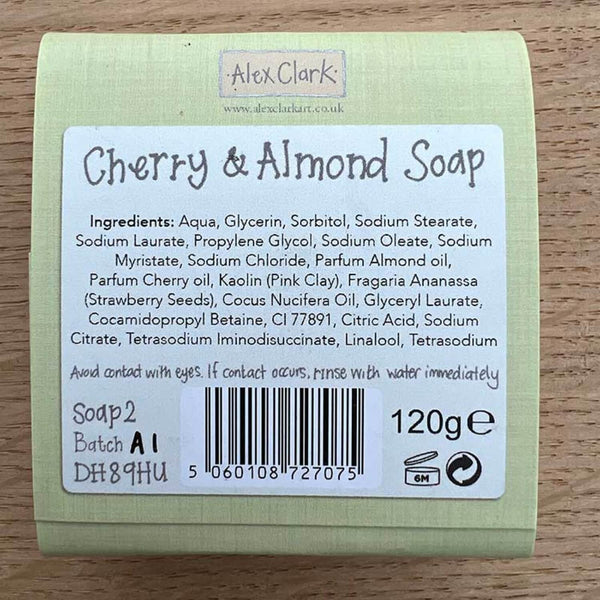 Alex Clark
www.alexclarkart.co.uk
Cherry & Almond Soap
Ingredients: Aqua, Glycerin, Sorbitol, Sodium Stearate,
Sodium Laurate, Propylene Glycol, Sodium Oleate, Sodium
Myristate, Sodium Chloride, Parfum Almond oil,
Parfum Cherry oil, Kaolin (Pink Clay), Fragaria Ananassa
(Strawberry Seeds), Cocus Nucifera Oil, Glyceryl Laurate,
Cocamidopropyl Betaine, CI 77891, Citric Acid, Sodium
Citrate, Tetrasodium Iminodisuccinate, Linalool, Tetrasodium
Avoid contact with eyes. If contact occurs, rinse with water immediately
Soap2
Batch A1
DH89HU
5 060108 727075
120g e
6M